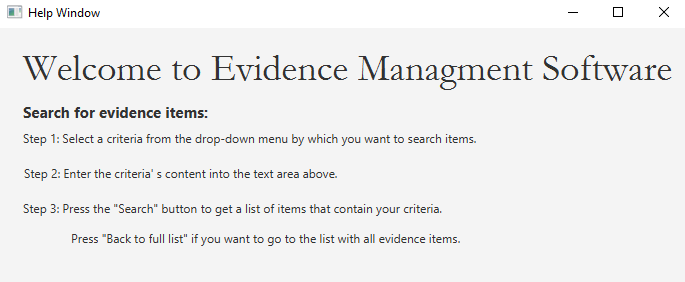 Help Window
Welcome to Evidence Managment Software
Search for evidence items:
Step 1: Select a criteria from the drop-down menu by which you want to search items.
Step 2: Enter the criteria' s content into the text area above.
Step 3: Press the "Search" button to get a list of items that contain your criteria.
Press "Back to full list" if you want to go to the list with all evidence items.